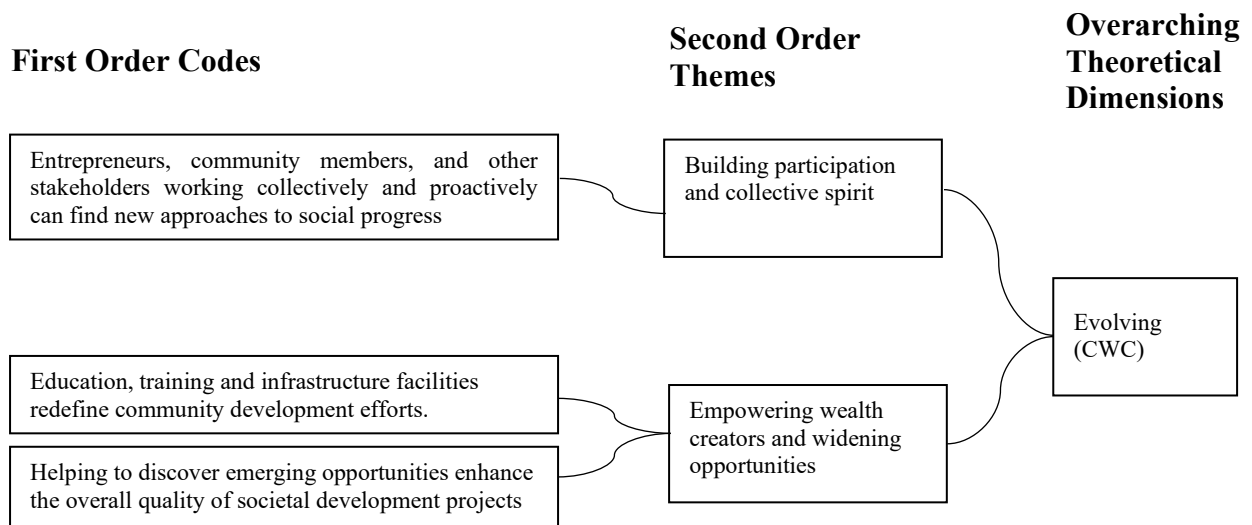 First Order Codes
Second Order
Themes
Overarching
Theoretical
Dimensions
Entrepreneurs, community members, and other
stakeholders working collectively and proactively
can find new approaches to social progress
Building participation
and collective spirit
Evolving
(CWC)
Education, training and infrastructure facilities
redefine community development efforts.
Helping to discover emerging opportunities enhance
the overall quality of societal development projects
Empowering wealth
creators and widening
opportunities